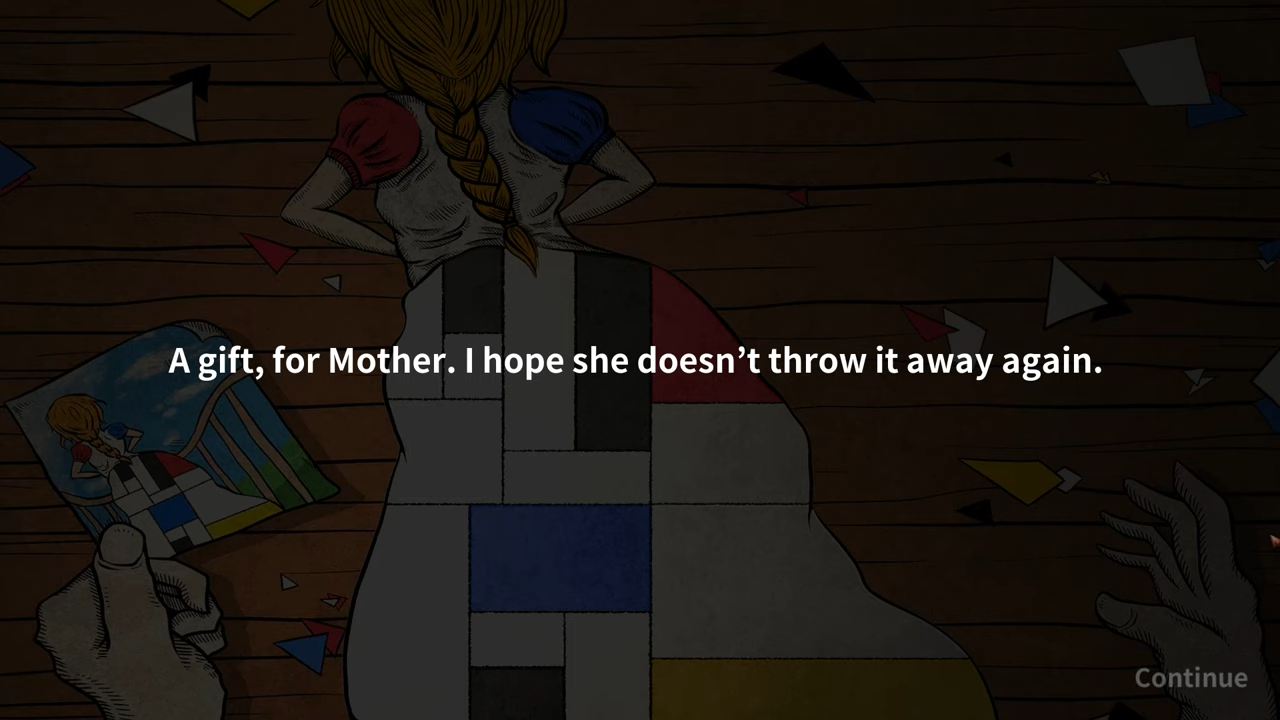 A gift, for Mother. I hope she doesn’t throw it away again.
Continue